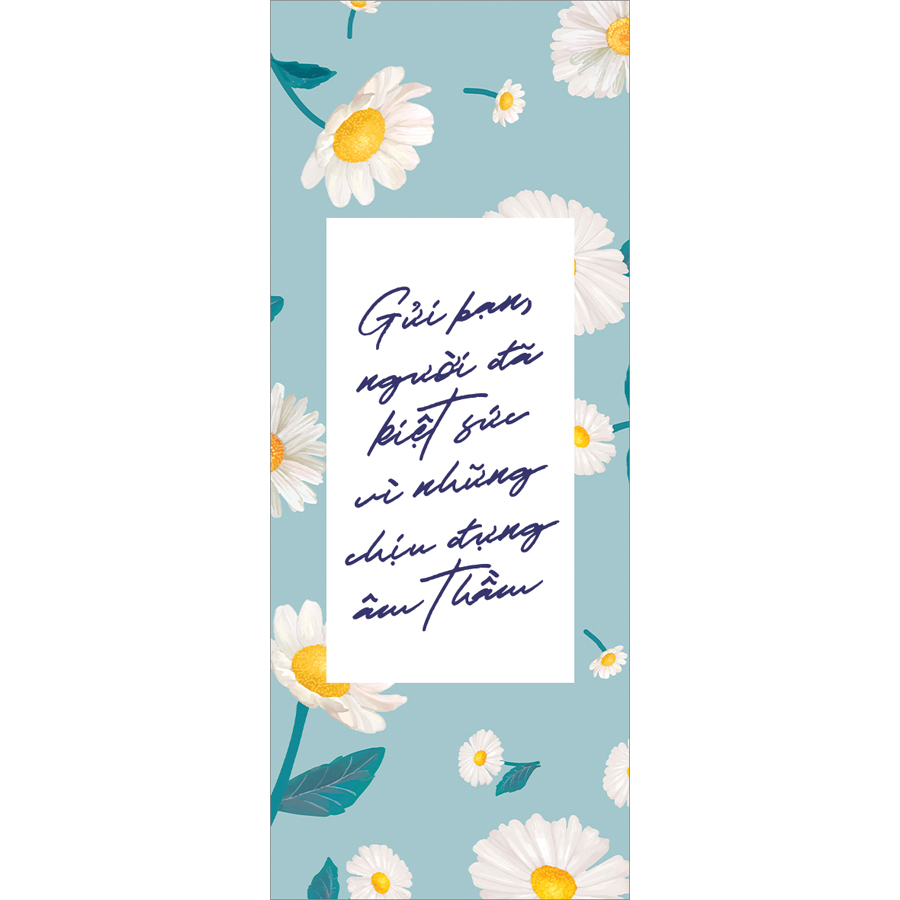 Gửi bạn,
người đã
kiệt sức
vì những
chịu đựng
âm Thầm